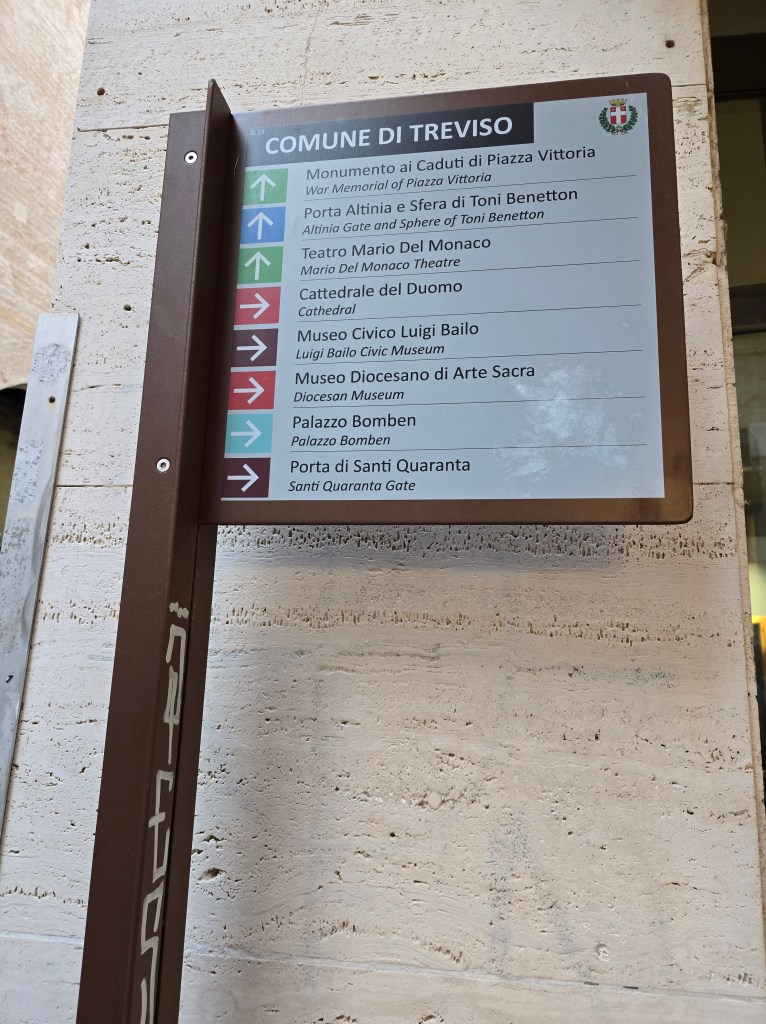 D.19
COMUNE DI TREVISO
Monumento ai Caduti di Piazza Vittoria
War Memorial of Piazza Vittoria
Porta Altinia e Sfera di Toni Benetton
Altinia Gate and Sphere of Toni Benetton
Teatro Mario Del Monaco
Mario Del Monaco Theatre
Cattedrale del Duomo
Cathedral
Museo Civico Luigi Bailo
Luigi Bailo Civic Museum
Museo Diocesano di Arte Sacra
Diocesan Museum
Palazzo Bomben
Palazzo Bomben
Porta di Santi Quaranta
Santi Quaranta Gate